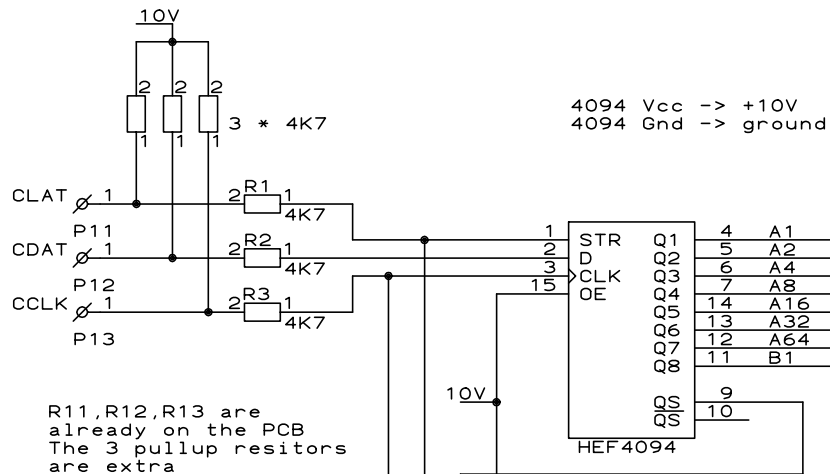 10V
2 2 2
3 * 4K7
1 1 1
4094 Vcc -> +10V
4094 Gnd -> ground
CLAT 1 2 R1 1
4K7
P11
CDAT 1 2 R2 1
4K7
P12
CCLK 1 2 R3 1
4K7
P13
1 STR Q1 4 A1
2 D Q2 5 A2
3 CLK Q3 6 A4
15 OE Q4 7 A8
Q5 14 A16
Q6 13 A32
Q7 12 A64
Q8 11 B1
10V
QS 9
QS 10
HEF4094
R11,R12,R13 are
already on the PCB
The 3 pullup resitors
are extra